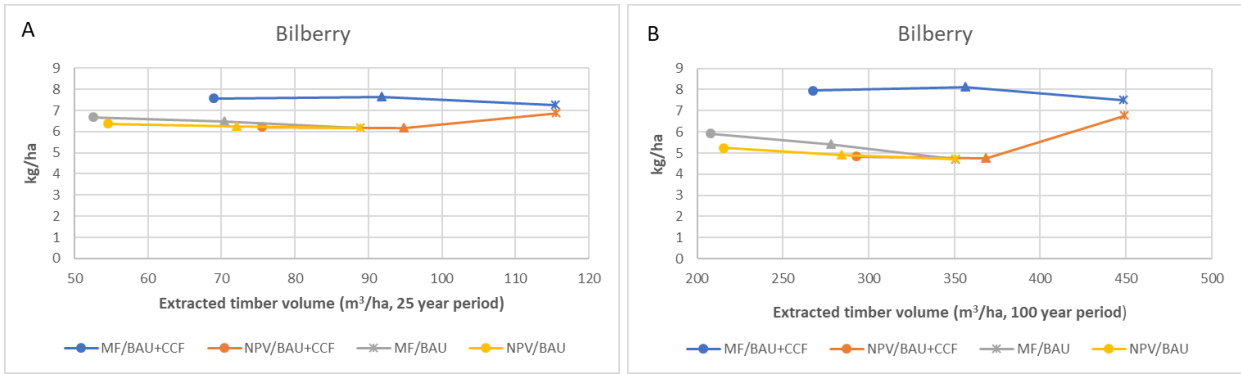 A
Bilberry
kg/ha
9
8
7
6
5
4
3
2
1
0
50 60 70 80 90 100 110 120
Extracted timber volume (m³/ha, 25 year period)
MF/BAU+CCF NPV/BAU+CCF MF/BAU NPV/BAU
B
Bilberry
kg/ha
9
8
7
6
5
4
3
2
1
0
200 250 300 350 400 450 500
Extracted timber volume (m³/ha, 100 year period)
MF/BAU+CCF NPV/BAU+CCF MF/BAU NPV/BAU